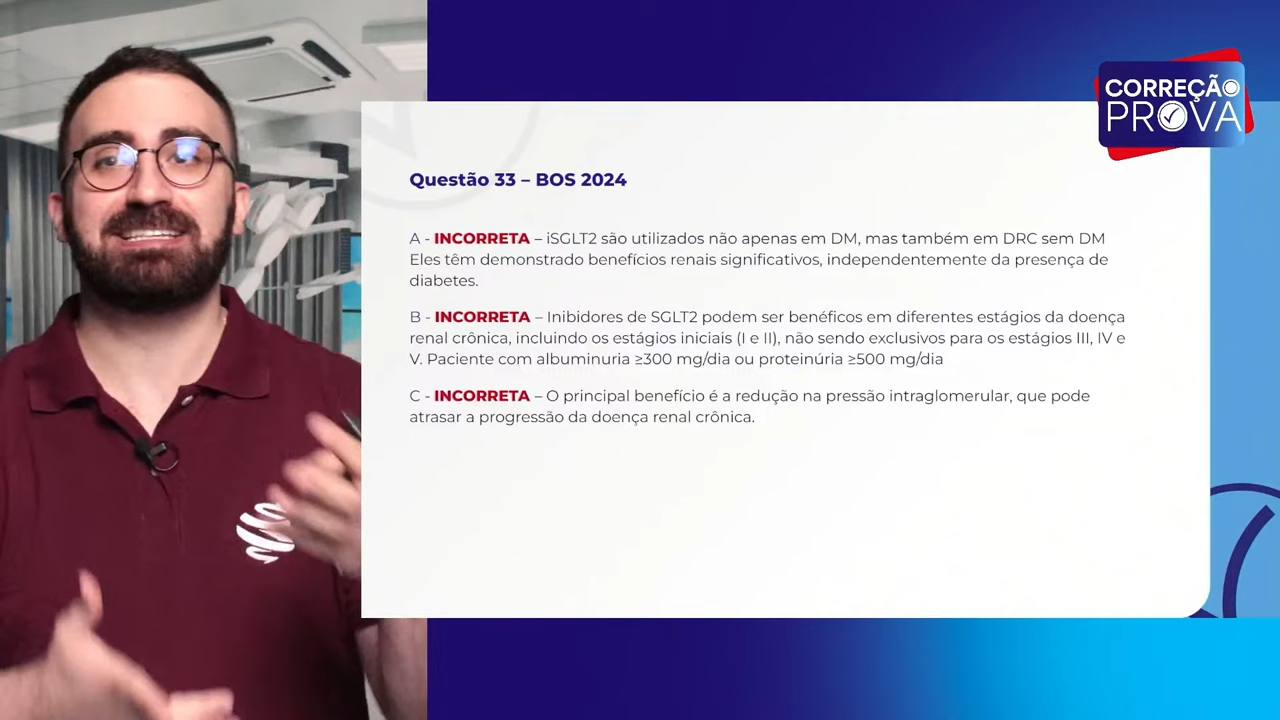 CORREÇÃO
PROVA
Questão 33 – BOS 2024
A - INCORRETA – iSGLT2 são utilizados não apenas em DM, mas também em DRC sem DM
Eles têm demonstrado benefícios renais significativos, independentemente da presença de
diabetes.
B - INCORRETA – Inibidores de SGLT2 podem ser benéficos em diferentes estágios da doença
renal crônica, incluindo os estágios iniciais (I e II), não sendo exclusivos para os estágios III, IV e
V. Paciente com albuminuria ≥300 mg/dia ou proteinúria ≥500 mg/dia
C - INCORRETA – O principal benefício é a redução na pressão intraglomerular, que pode
atrasar a progressão da doença renal crônica.